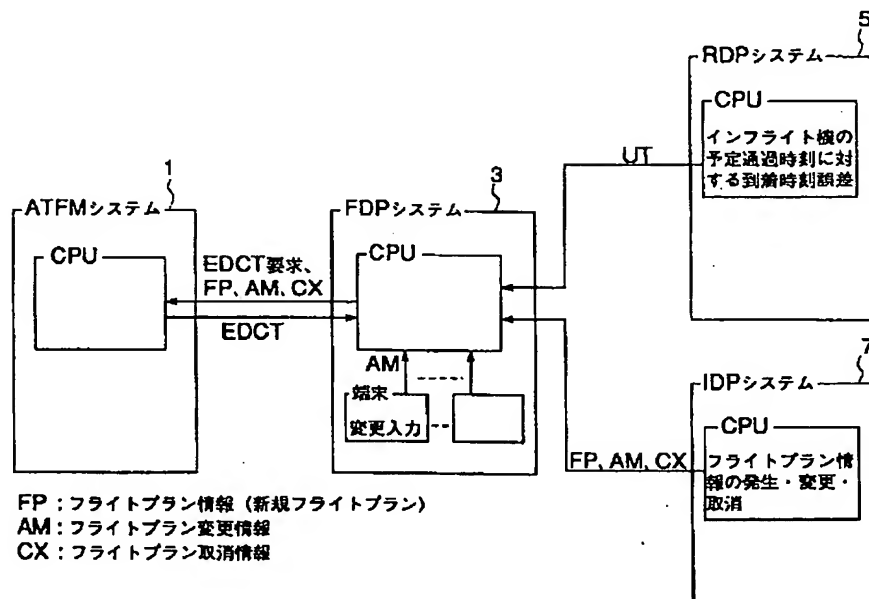 1
ATFMシステム
CPU
EDCT要求、
FP、AM、CX
EDCT
3
FDPシステム
CPU
AM
端末
変更入力
UT
5
RDPシステム
CPU
インフライト機の
予定通過時刻に対
する到着時刻誤差
7
IDPシステム
CPU
フライトプラン情
報の発生・変更・
取消
FP、AM、CX
FP：フライトプラン情報（新規フライトプラン）
AM：フライトプラン変更情報
CX：フライトプラン取消情報